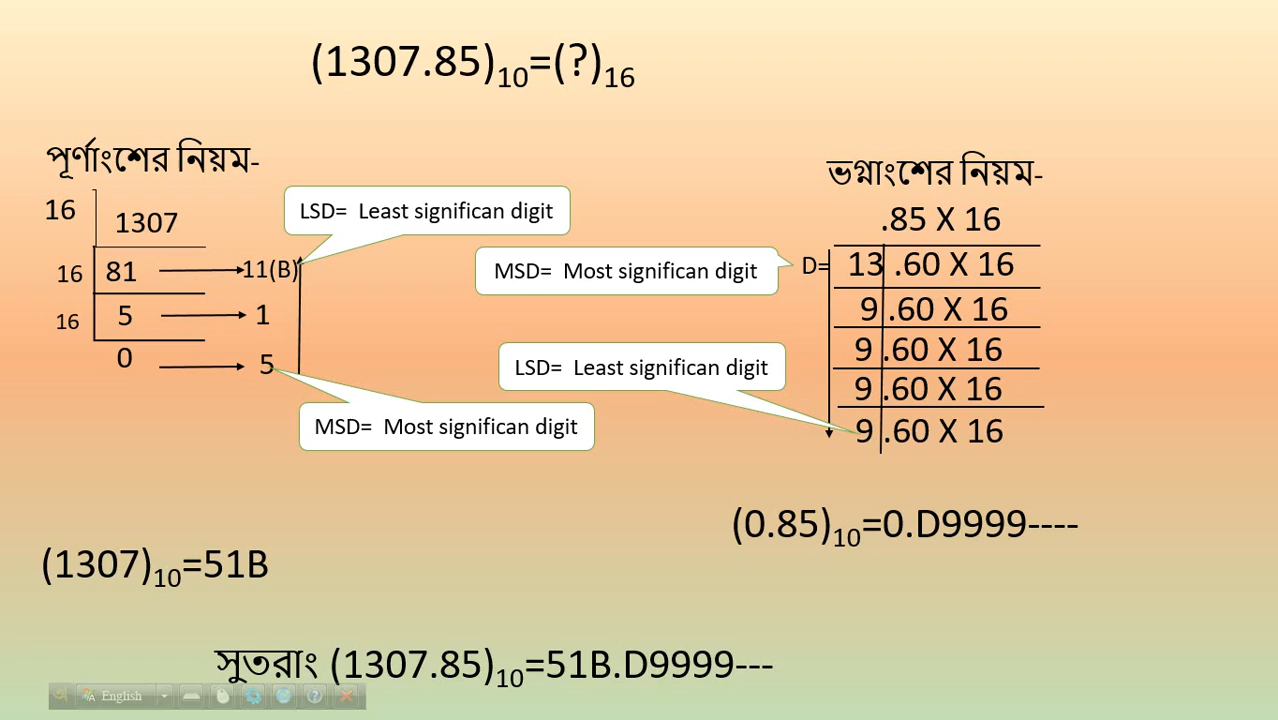 (1307.85)10=(?)16
পূর্ণাংশের নিয়ম-
16 1307
16 81 11(B)
16 5 1
0 5
LSD= Least significan digit
MSD= Most significan digit
ভগ্নাংশের নিয়ম-
.85 X 16
MSD= Most significan digit
D= 13 .60 X 16
9 .60 X 16
9 .60 X 16
9 .60 X 16
9 .60 X 16
LSD= Least significan digit
(0.85)10=0.D9999----
(1307)10=51B
সুতরাং (1307.85)10=51B.D9999---
English